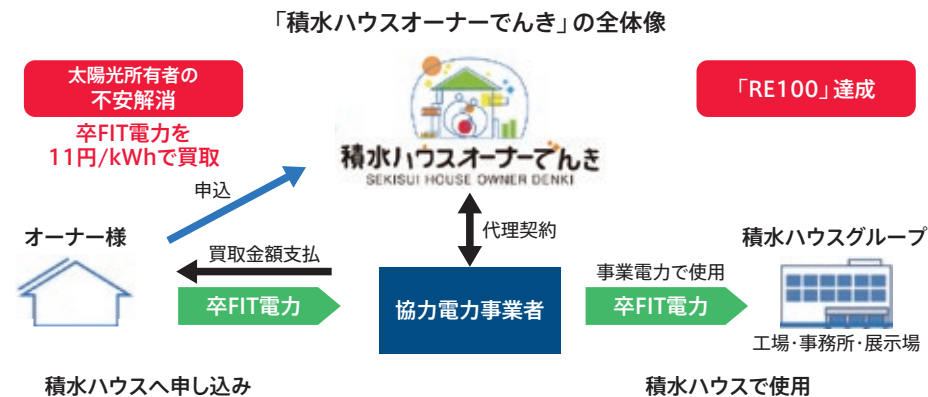 「積水ハウスオーナーでんき」の全体像
太陽光所有者の
不安解消
卒FIT電力を
11円/kWhで買取
積水ハウスオーナーでんき
SEKISUI HOUSE OWNER DENKI
「RE100」達成
申込
代理契約
オーナー様
買取金額支払
卒FIT電力
協力電力事業者
事業電力で使用
卒FIT電力
積水ハウスグループ
工場・事務所・展示場
積水ハウスへ申し込み
積水ハウスで使用